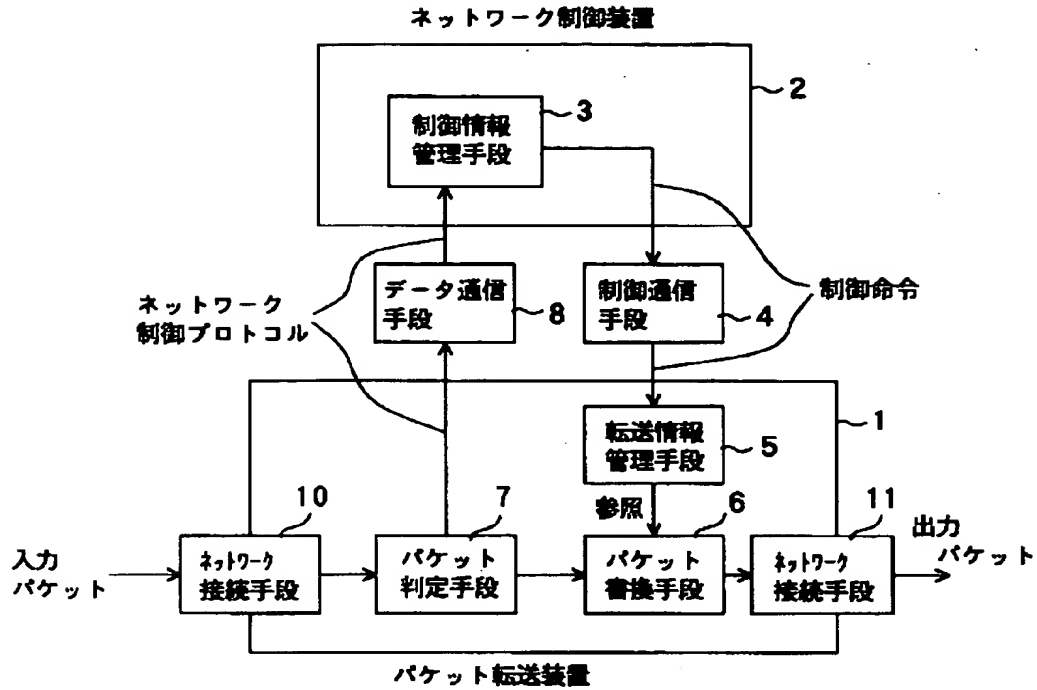 ネットワーク制御装置
2
3
制御情報
管理手段
データ通信
手段
8
制御通信
手段
4
制御命令
ネットワーク
制御プロトコル
1
転送情報
管理手段
5
参照
10
7
6
11
入力
パケット
ネットワーク
接続手段
パケット
判定手段
パケット
書換手段
ネットワーク
接続手段
出力
パケット
パケット転送装置